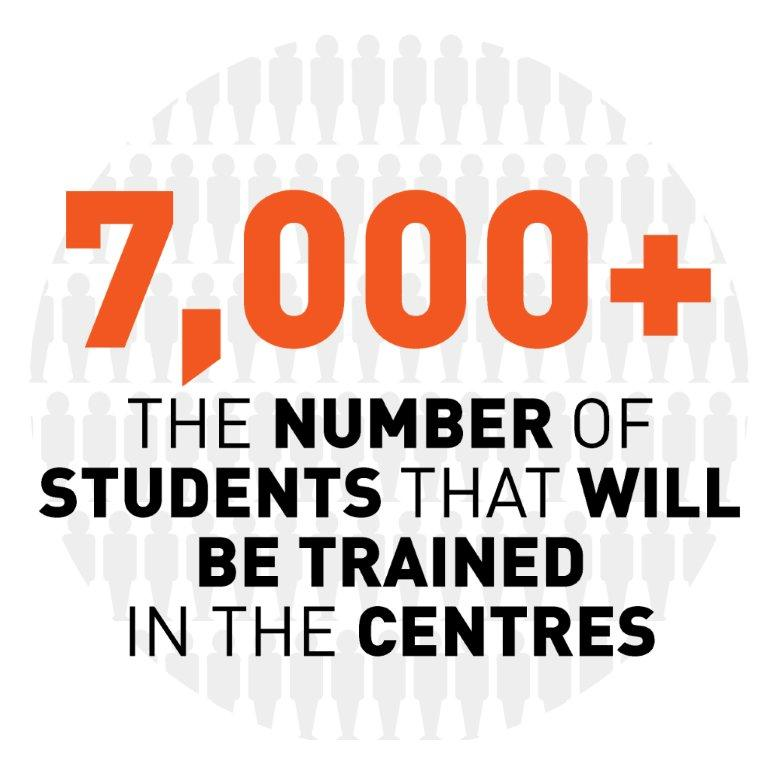 7,000+
THE NUMBER OF
STUDENTS THAT WILL
BE TRAINED
IN THE CENTRES